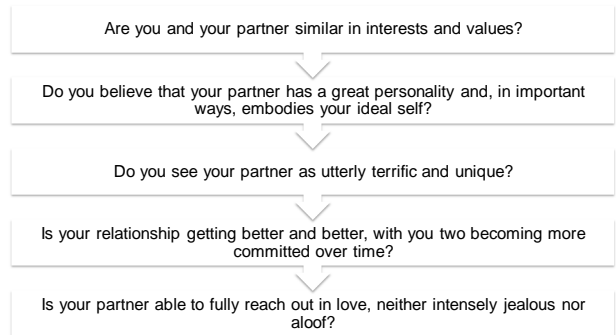 Are you and your partner similar in interests and values?
Do you believe that your partner has a great personality and, in important
ways, embodies your ideal self?
Do you see your partner as utterly terrific and unique?
Is your relationship getting better and better, with you two becoming more
committed over time?
Is your partner able to fully reach out in love, neither intensely jealous nor
aloof?